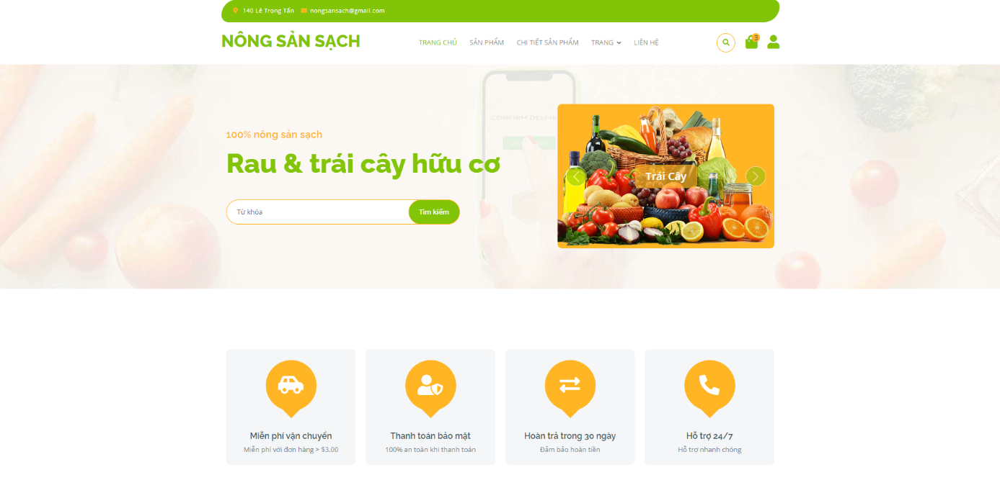 140 Lê Trọng Tấn nongsansach@gmail.com
NÔNG SẢN SẠCH
TRANG CHỦ SẢN PHẨM CHI TIẾT SẢN PHẨM TRANG LIÊN HỆ
3
CONFIRM DELIVE
100% nông sản sạch
Rau & trái cây hữu cơ
Từ khóa Tìm kiếm
Trái Cây
Miễn phí vận chuyển
Miễn phí với đơn hàng > $3.00
Thanh toán bảo mật
100% an toàn khi thanh toán
Hoàn trả trong 30 ngày
Đảm bảo hoàn tiền
Hỗ trợ 24/7
Hỗ trợ nhanh chóng